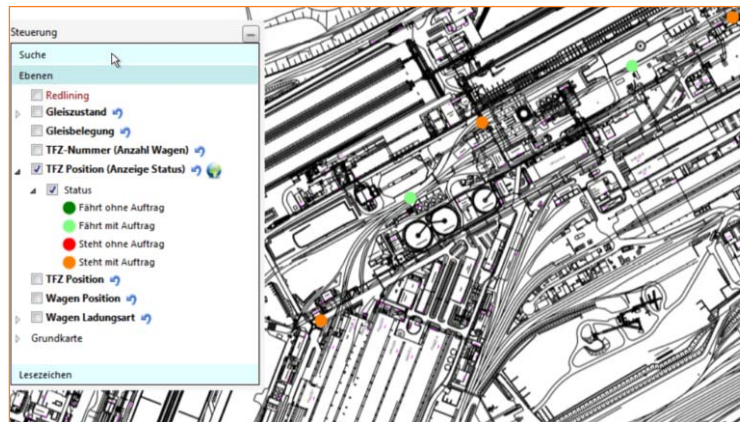 Steuerung
Suche
Ebenen
Redlining
Gleiszustand
Gleisbelegung
TFZ-Nummer (Anzahl Wagen)
TFZ Position (Anzeige Status)
Status
Fährt ohne Auftrag
Fährt mit Auftrag
Steht ohne Auftrag
Steht mit Auftrag
TFZ Position
Wagen Position
Wagen Ladungsart
Grundkarte
Lesezeichen